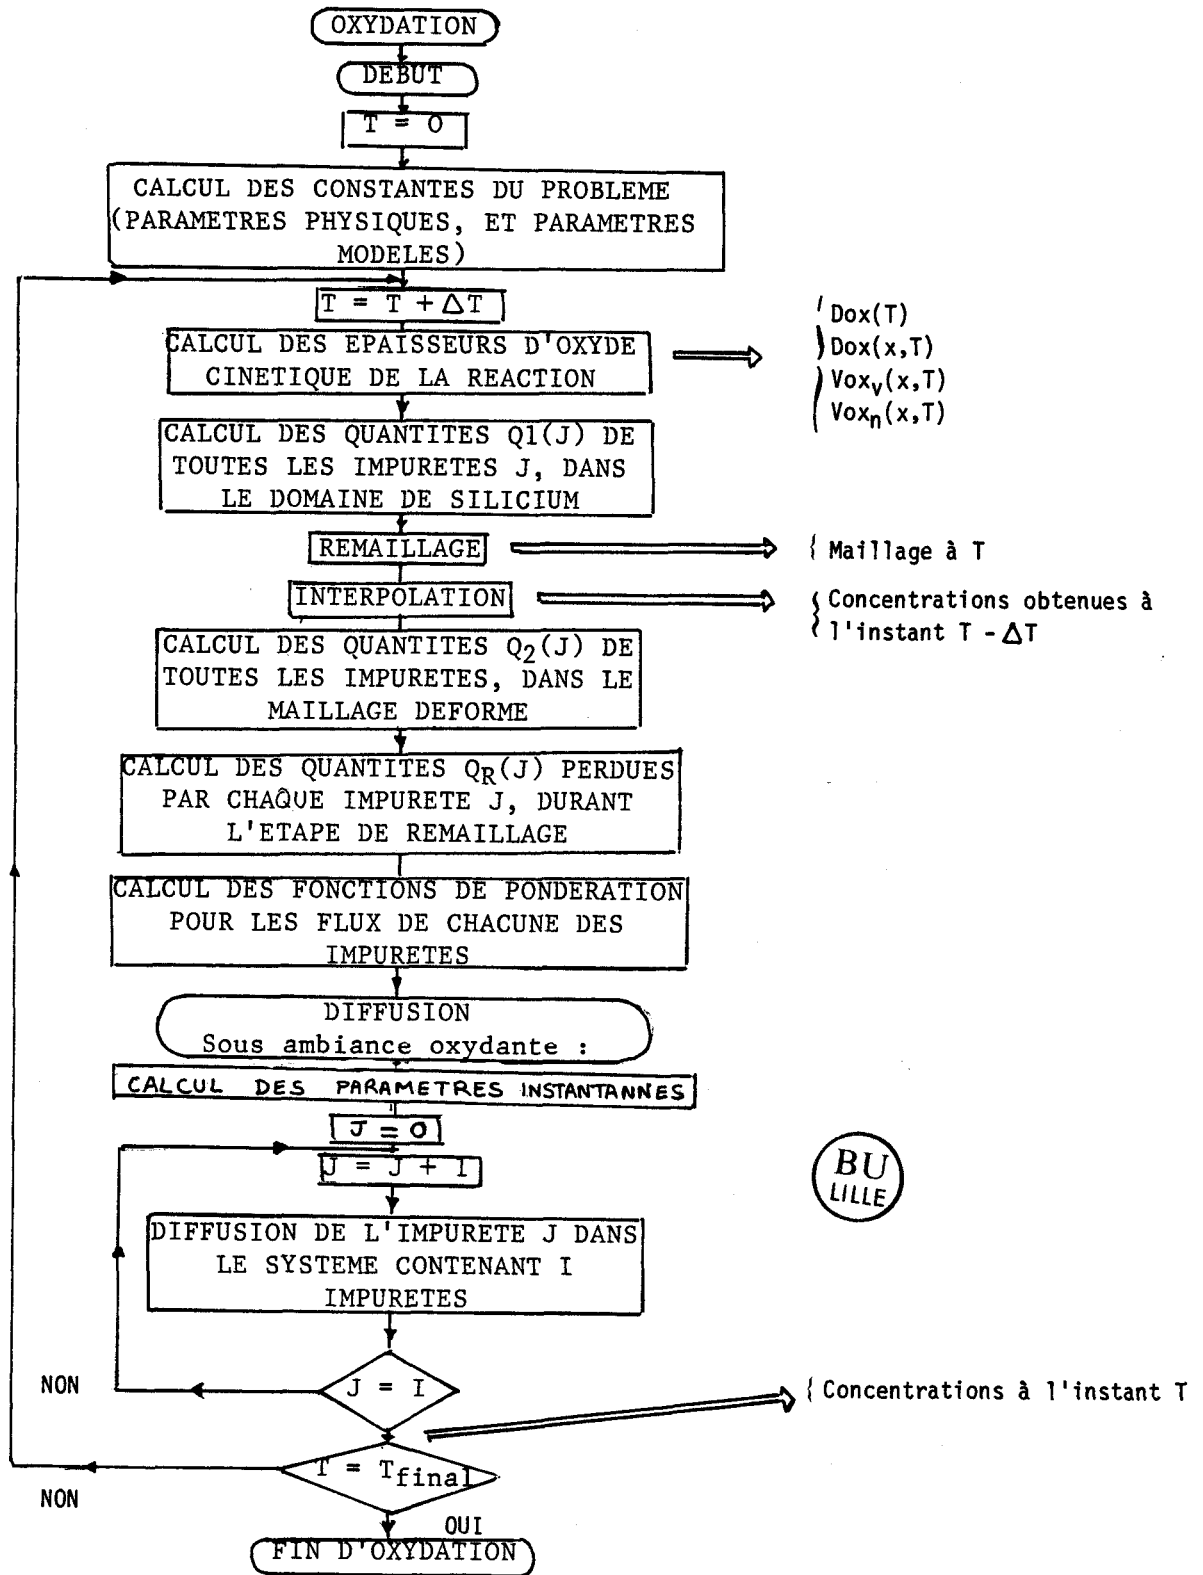 OXYDATION
DEBUT
T = 0
CALCUL DES CONSTANTES DU PROBLEME
(PARAMETRES PHYSIQUES, ET PARAMETRES
MODELES)
T = T + ΔT
CALCUL DES EPAISSEURS D'OXYDE
CINETIQUE DE LA REACTION
Dox(T)
Dox(x,T)
Voxv(x,T)
Voxn(x,T)
CALCUL DES QUANTITES Q1(J) DE
TOUTES LES IMPURETES J, DANS
LE DOMAINE DE SILICIUM
REMAILLAGE
Maillage à T
INTERPOLATION
Concentrations obtenues à
l'instant T - ΔT
CALCUL DES QUANTITES Q2(J) DE
TOUTES LES IMPURETES, DANS LE
MAILLAGE DEFORME
CALCUL DES QUANTITES QR(J) PERDUES
PAR CHAQUE IMPURETE J, DURANT
L'ETAPE DE REMAILLAGE
CALCUL DES FONCTIONS DE PONDERATION
POUR LES FLUX DE CHACUNE DES
IMPURETES
DIFFUSION
Sous ambiance oxydante :
CALCUL DES PARAMETRES INSTANTANNES
J = 0
J = J + I
BU
LILLE
DIFFUSION DE L'IMPURETE J DANS
LE SYSTEME CONTENANT I
IMPURETES
NON
J = I
Concentrations à l'instant T
T = Tfinal
NON
OUI
FIN D'OXYDATION